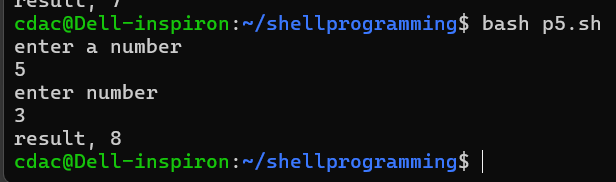 result, 7
cdac@Dell-inspiron:~/shellprogramming$ bash p5.sh
enter a number
5
enter number
3
result, 8
cdac@Dell-inspiron:~/shellprogramming$